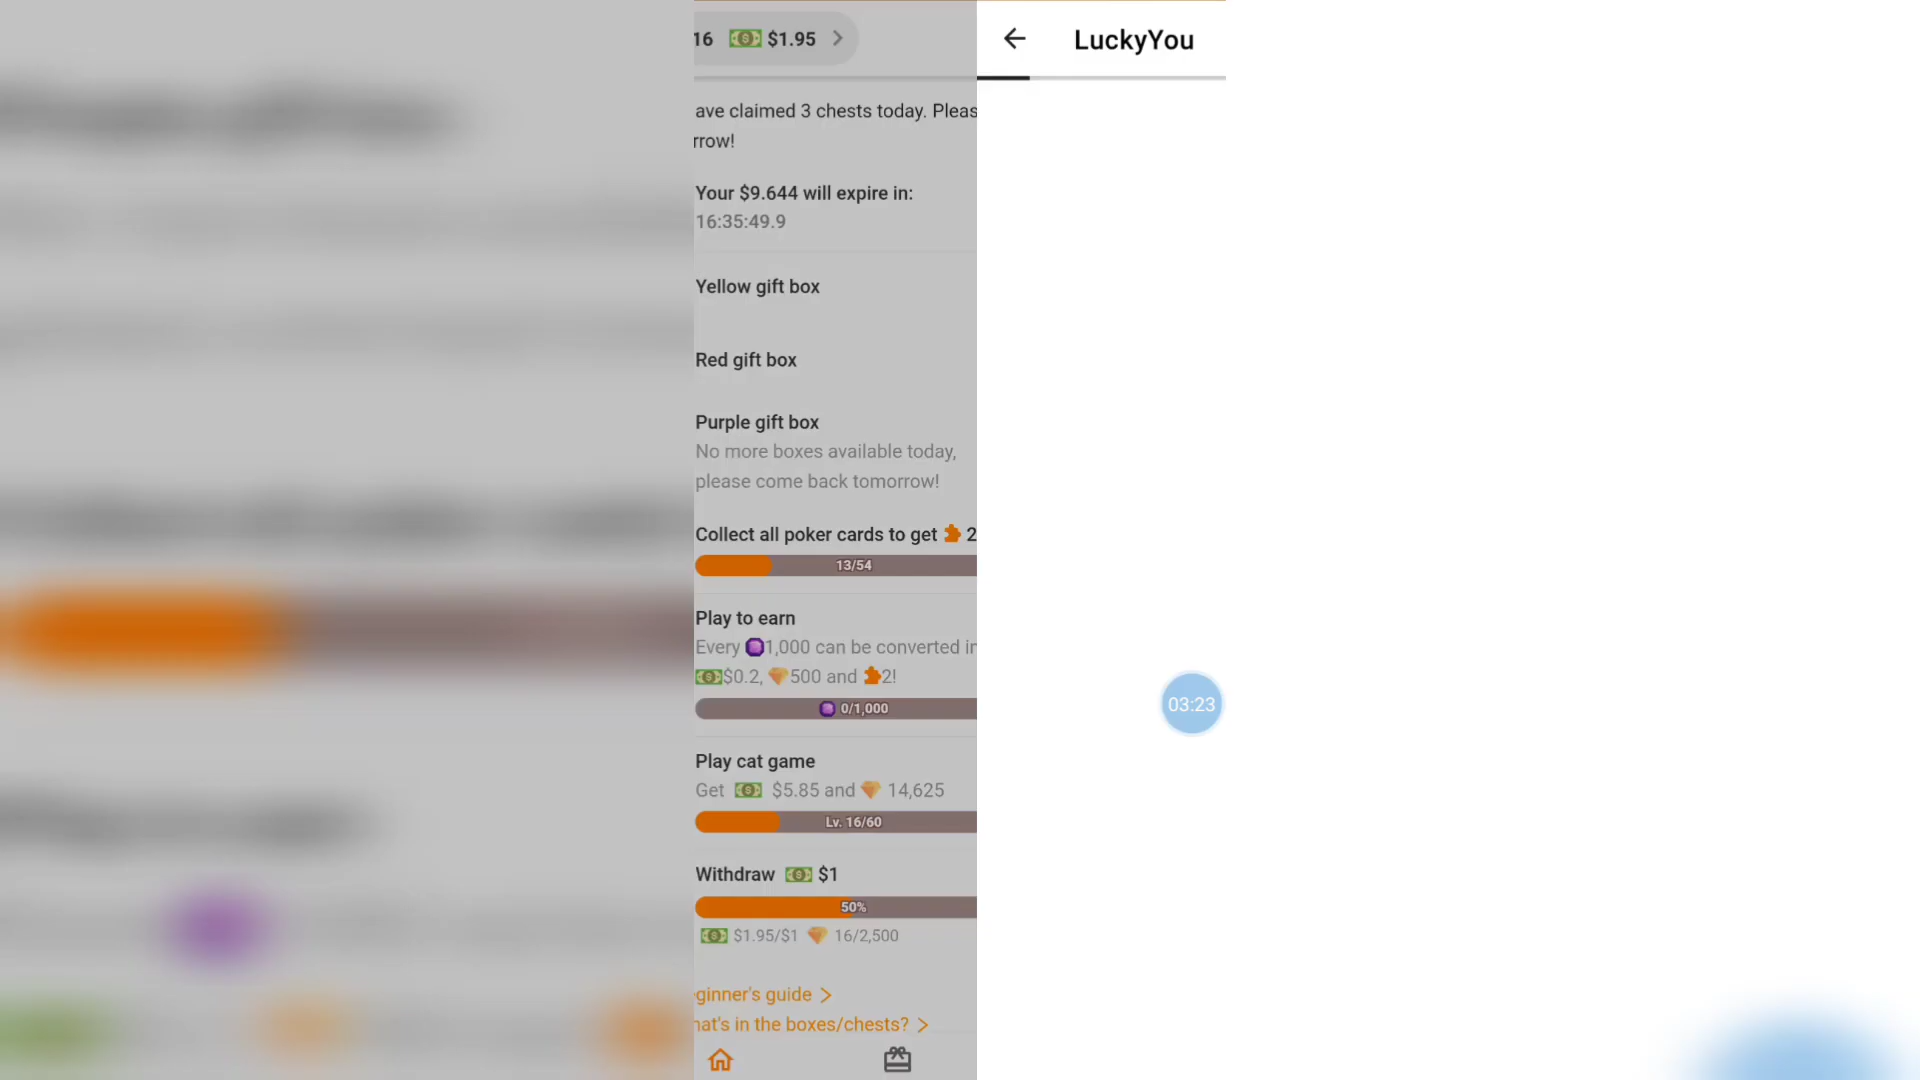 16 $1.95
LuckyYou
ave claimed 3 chests today. Pleas
rrow!
Your $9.644 will expire in:
16:35:49.9
Yellow gift box
Red gift box
Purple gift box
No more boxes available today,
please come back tomorrow!
Collect all poker cards to get 2
13/54
Play to earn
Every 1,000 can be converted in
$0.2, 500 and 2!
0/1,000
03:23
Play cat game
Get $5.85 and 14,625
Lv. 16/60
Withdraw $1
50%
$1.95/$1 16/2,500
ginner's guide
hat's in the boxes/chests?